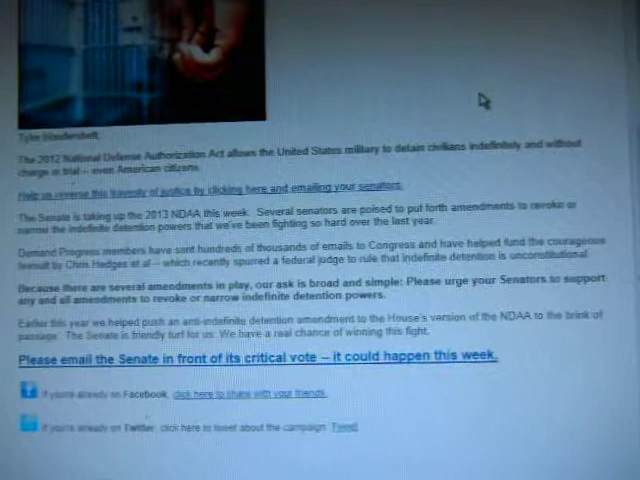 The 2012 National Defense Authorization Act allows the United States military to detain civilians indefinitely and without
charge or trial -- even American citizens.
Help us reverse this travesty of justice by clicking here and emailing your senators.
The Senate is taking up the 2013 NDAA this week. Several senators are poised to put forth amendments to revoke or
narrow the indefinite detention powers that we've been fighting so hard over the last year.
Demand Progress members have sent hundreds of thousands of emails to Congress and have helped fund the courageous
lawsuit by Chris Hedges et al -- which recently spurred a federal judge to rule that indefinite detention is unconstitutional.
Because there are several amendments in play, our ask is broad and simple: Please urge your Senators to support
any and all amendments to revoke or narrow indefinite detention powers.
Earlier this year we helped push an anti-indefinite detention amendment to the House's version of the NDAA to the brink of
passage. The Senate is friendly turf for us. We have a real chance of winning this fight.
Please email the Senate in front of its critical vote -- it could happen this week.
If you're already on Facebook, click here to share with your friends.
If you're already on Twitter, click here to tweet about the campaign: Tweet